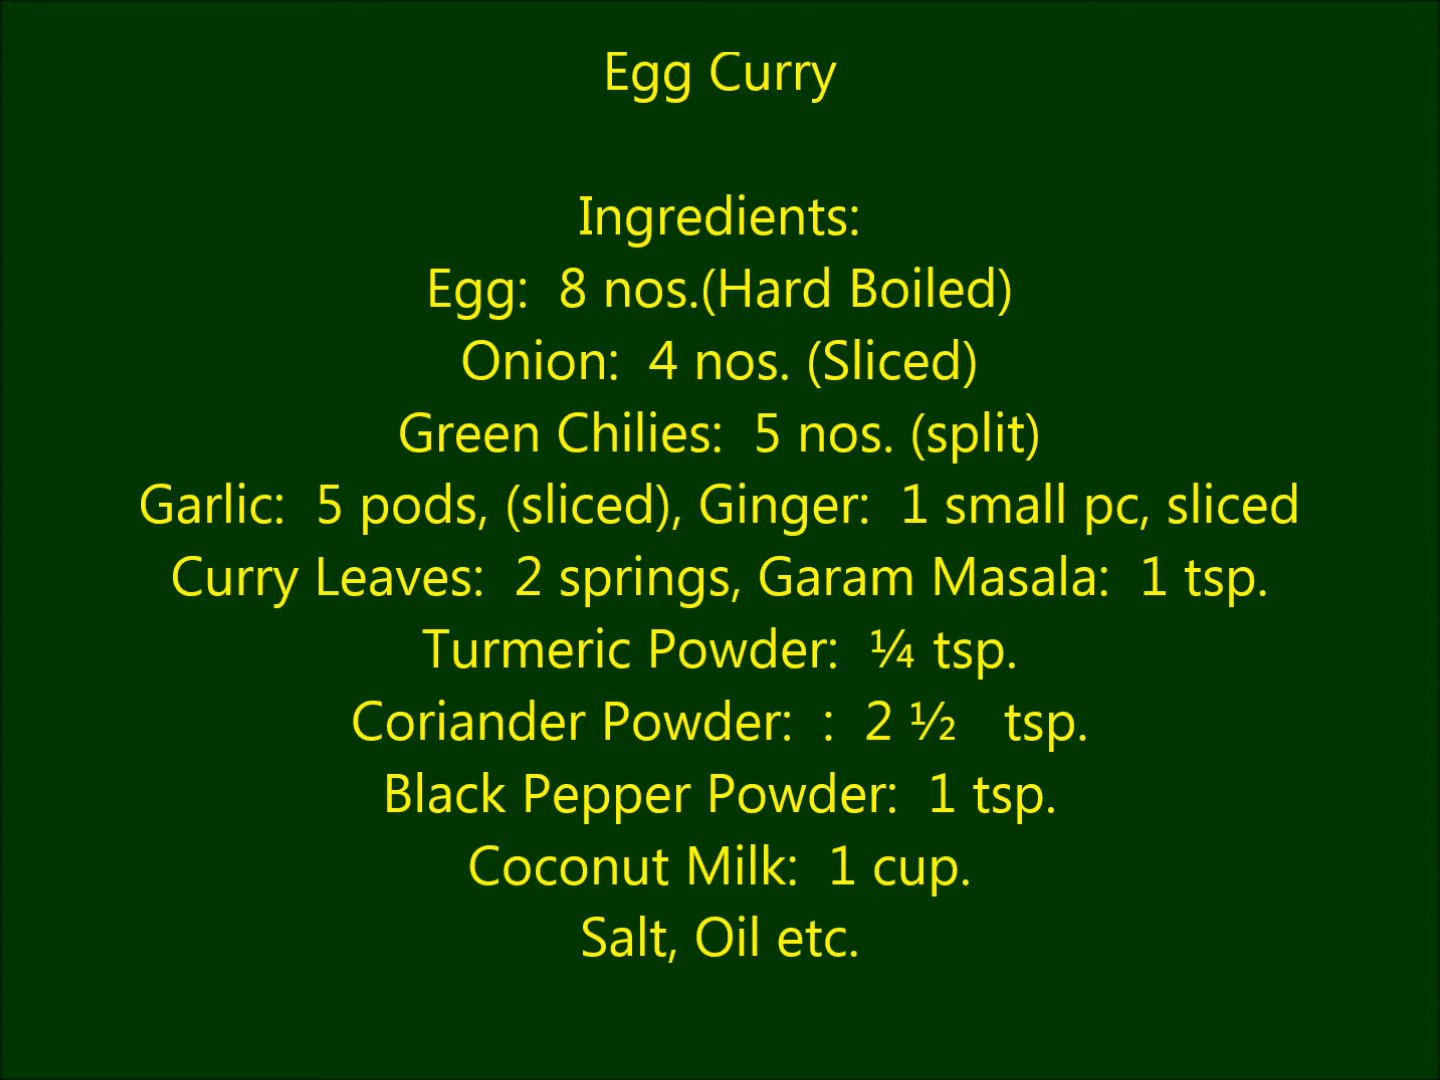 Egg Curry
Ingredients:
Egg:  8 nos.(Hard Boiled)
Onion:  4 nos. (Sliced)
Green Chilies:  5 nos. (split)
Garlic:  5 pods, (sliced), Ginger:  1 small pc, sliced
Curry Leaves:  2 springs, Garam Masala:  1 tsp.
Turmeric Powder:  ¼ tsp.
Coriander Powder:  :  2 ½   tsp.
Black Pepper Powder:  1 tsp.
Coconut Milk:  1 cup.
Salt, Oil etc.